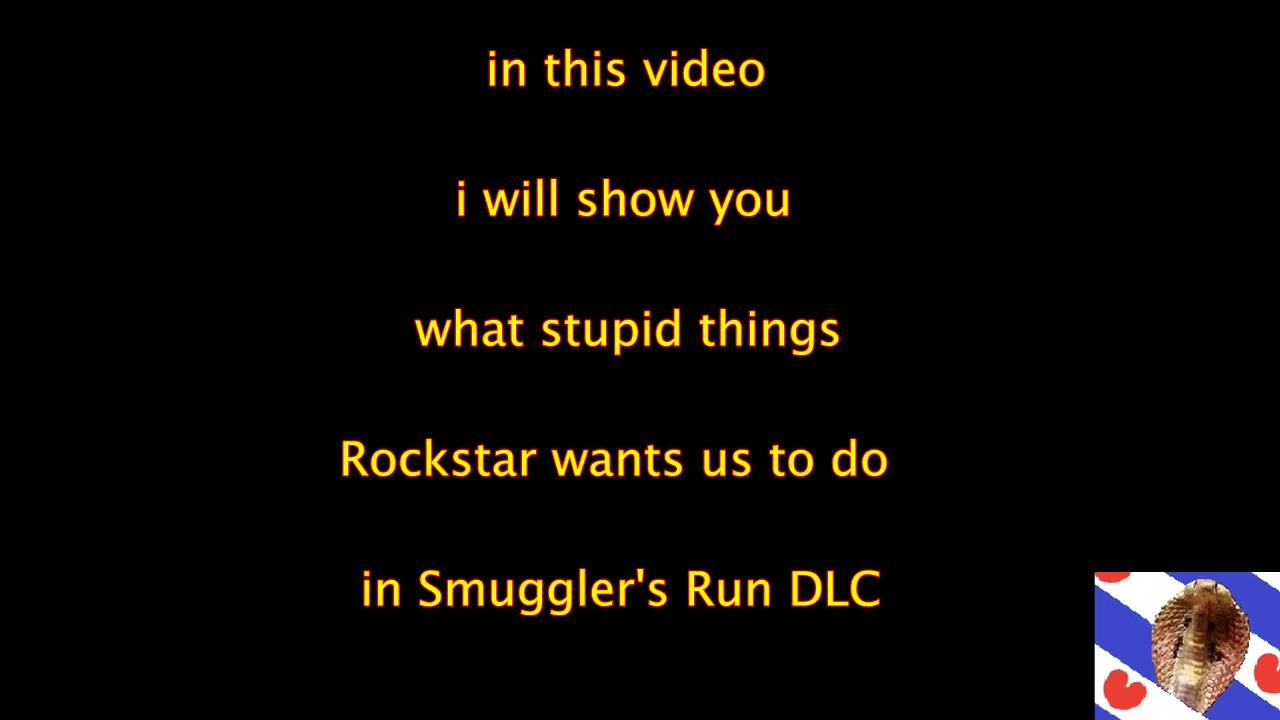 in this video
i will show you
what stupid things
Rockstar wants us to do
in Smuggler's Run DLC